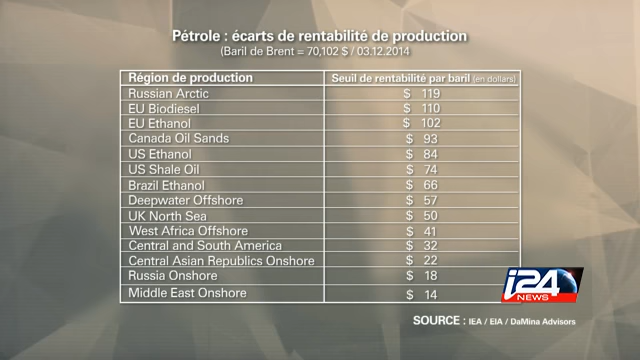 Pétrole : écarts de rentabilité de production
(Baril de Brent = 70,102 $ / 03.12.2014
Région de production Seuil de rentabilité par baril (en dollars)
Russian Arctic $ 119
EU Biodiesel $ 110
EU Ethanol $ 102
Canada Oil Sands $ 93
US Ethanol $ 84
US Shale Oil $ 74
Brazil Ethanol $ 66
Deepwater Offshore $ 57
UK North Sea $ 50
West Africa Offshore $ 41
Central and South America $ 32
Central Asian Republics Onshore $ 22
Russia Onshore $ 18
Middle East Onshore $ 14
i24
NEWS
SOURCE : IEA / EIA / DaMina Advisors